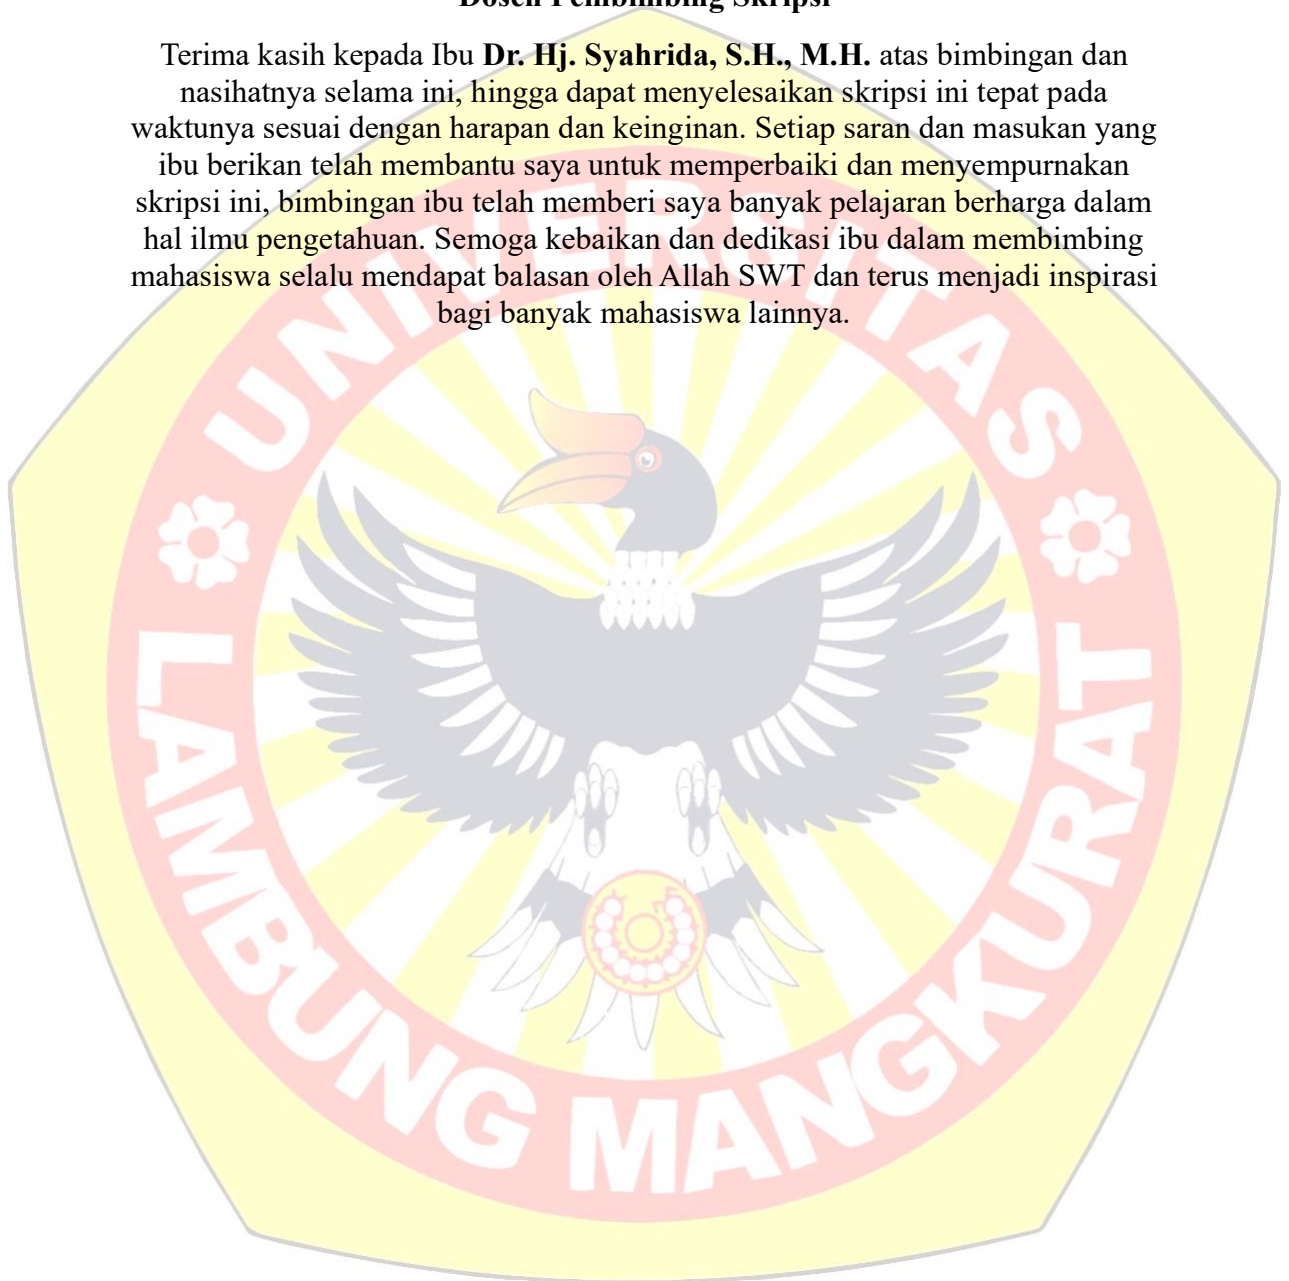 Dosen Pembimbing Skripsi
Terima kasih kepada Ibu Dr. Hj. Syahrida, S.H., M.H. atas bimbingan dan
nasihatnya selama ini, hingga dapat menyelesaikan skripsi ini tepat pada
waktunya sesuai dengan harapan dan keinginan. Setiap saran dan masukan yang
ibu berikan telah membantu saya untuk memperbaiki dan menyempurnakan
skripsi ini, bimbingan ibu telah memberi saya banyak pelajaran berharga dalam
hal ilmu pengetahuan. Semoga kebaikan dan dedikasi ibu dalam membimbing
mahasiswa selalu mendapat balasan oleh Allah SWT dan terus menjadi inspirasi
bagi banyak mahasiswa lainnya.
UNIVERSITAS
LAMBUNG MANGKURAT